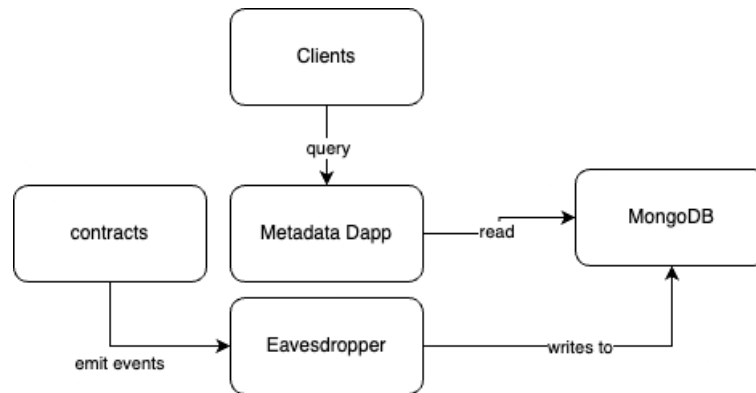 Clients
query
contracts
Metadata Dapp
read
MongoDB
Eavesdropper
emit events
writes to